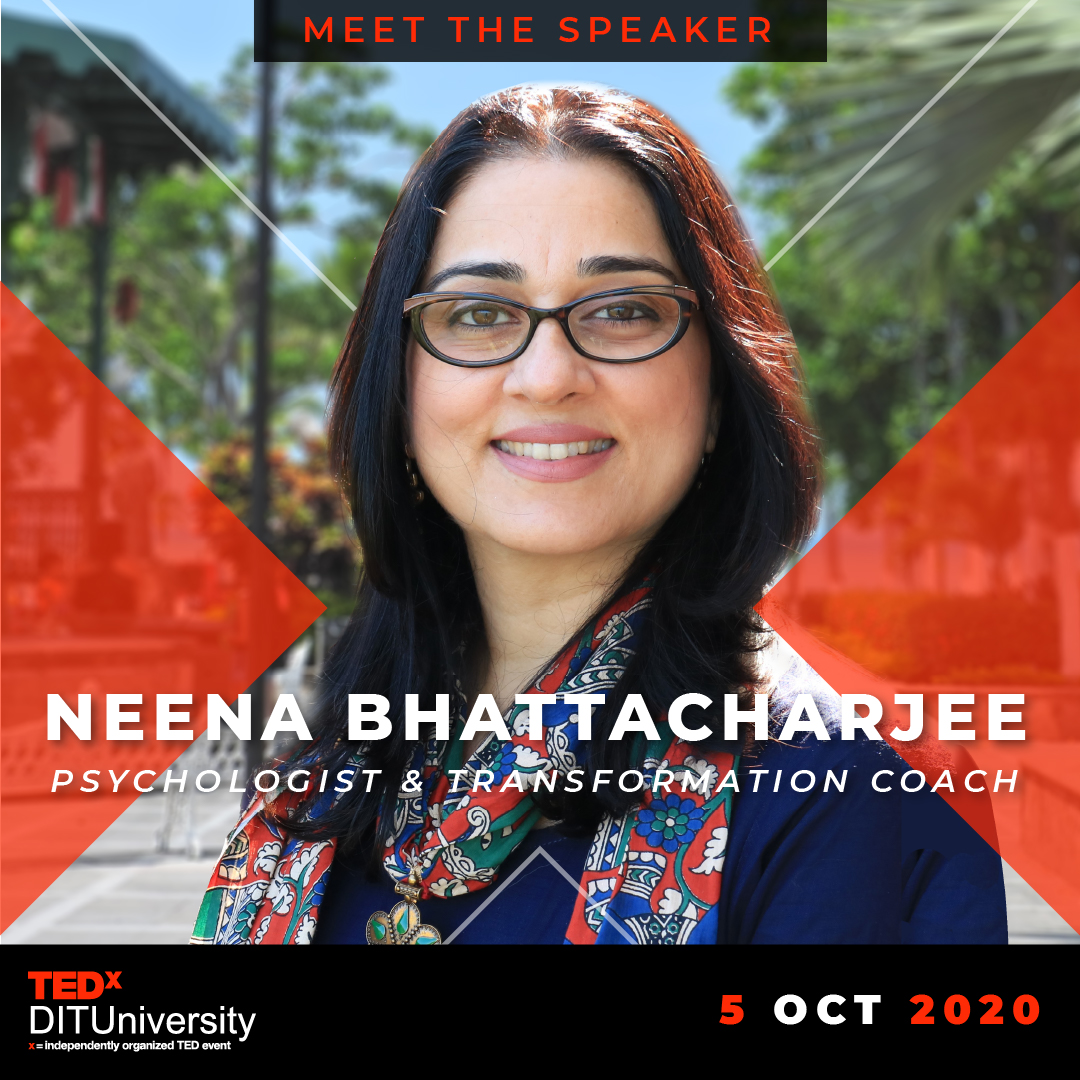 MEET THE SPEAKER
NEENA BHATTACHARJEE
PSYCHOLOGIST & TRANSFORMATION COACH
TEDx
DITUniversity
x = independently organized TED event
5 OCT 2020